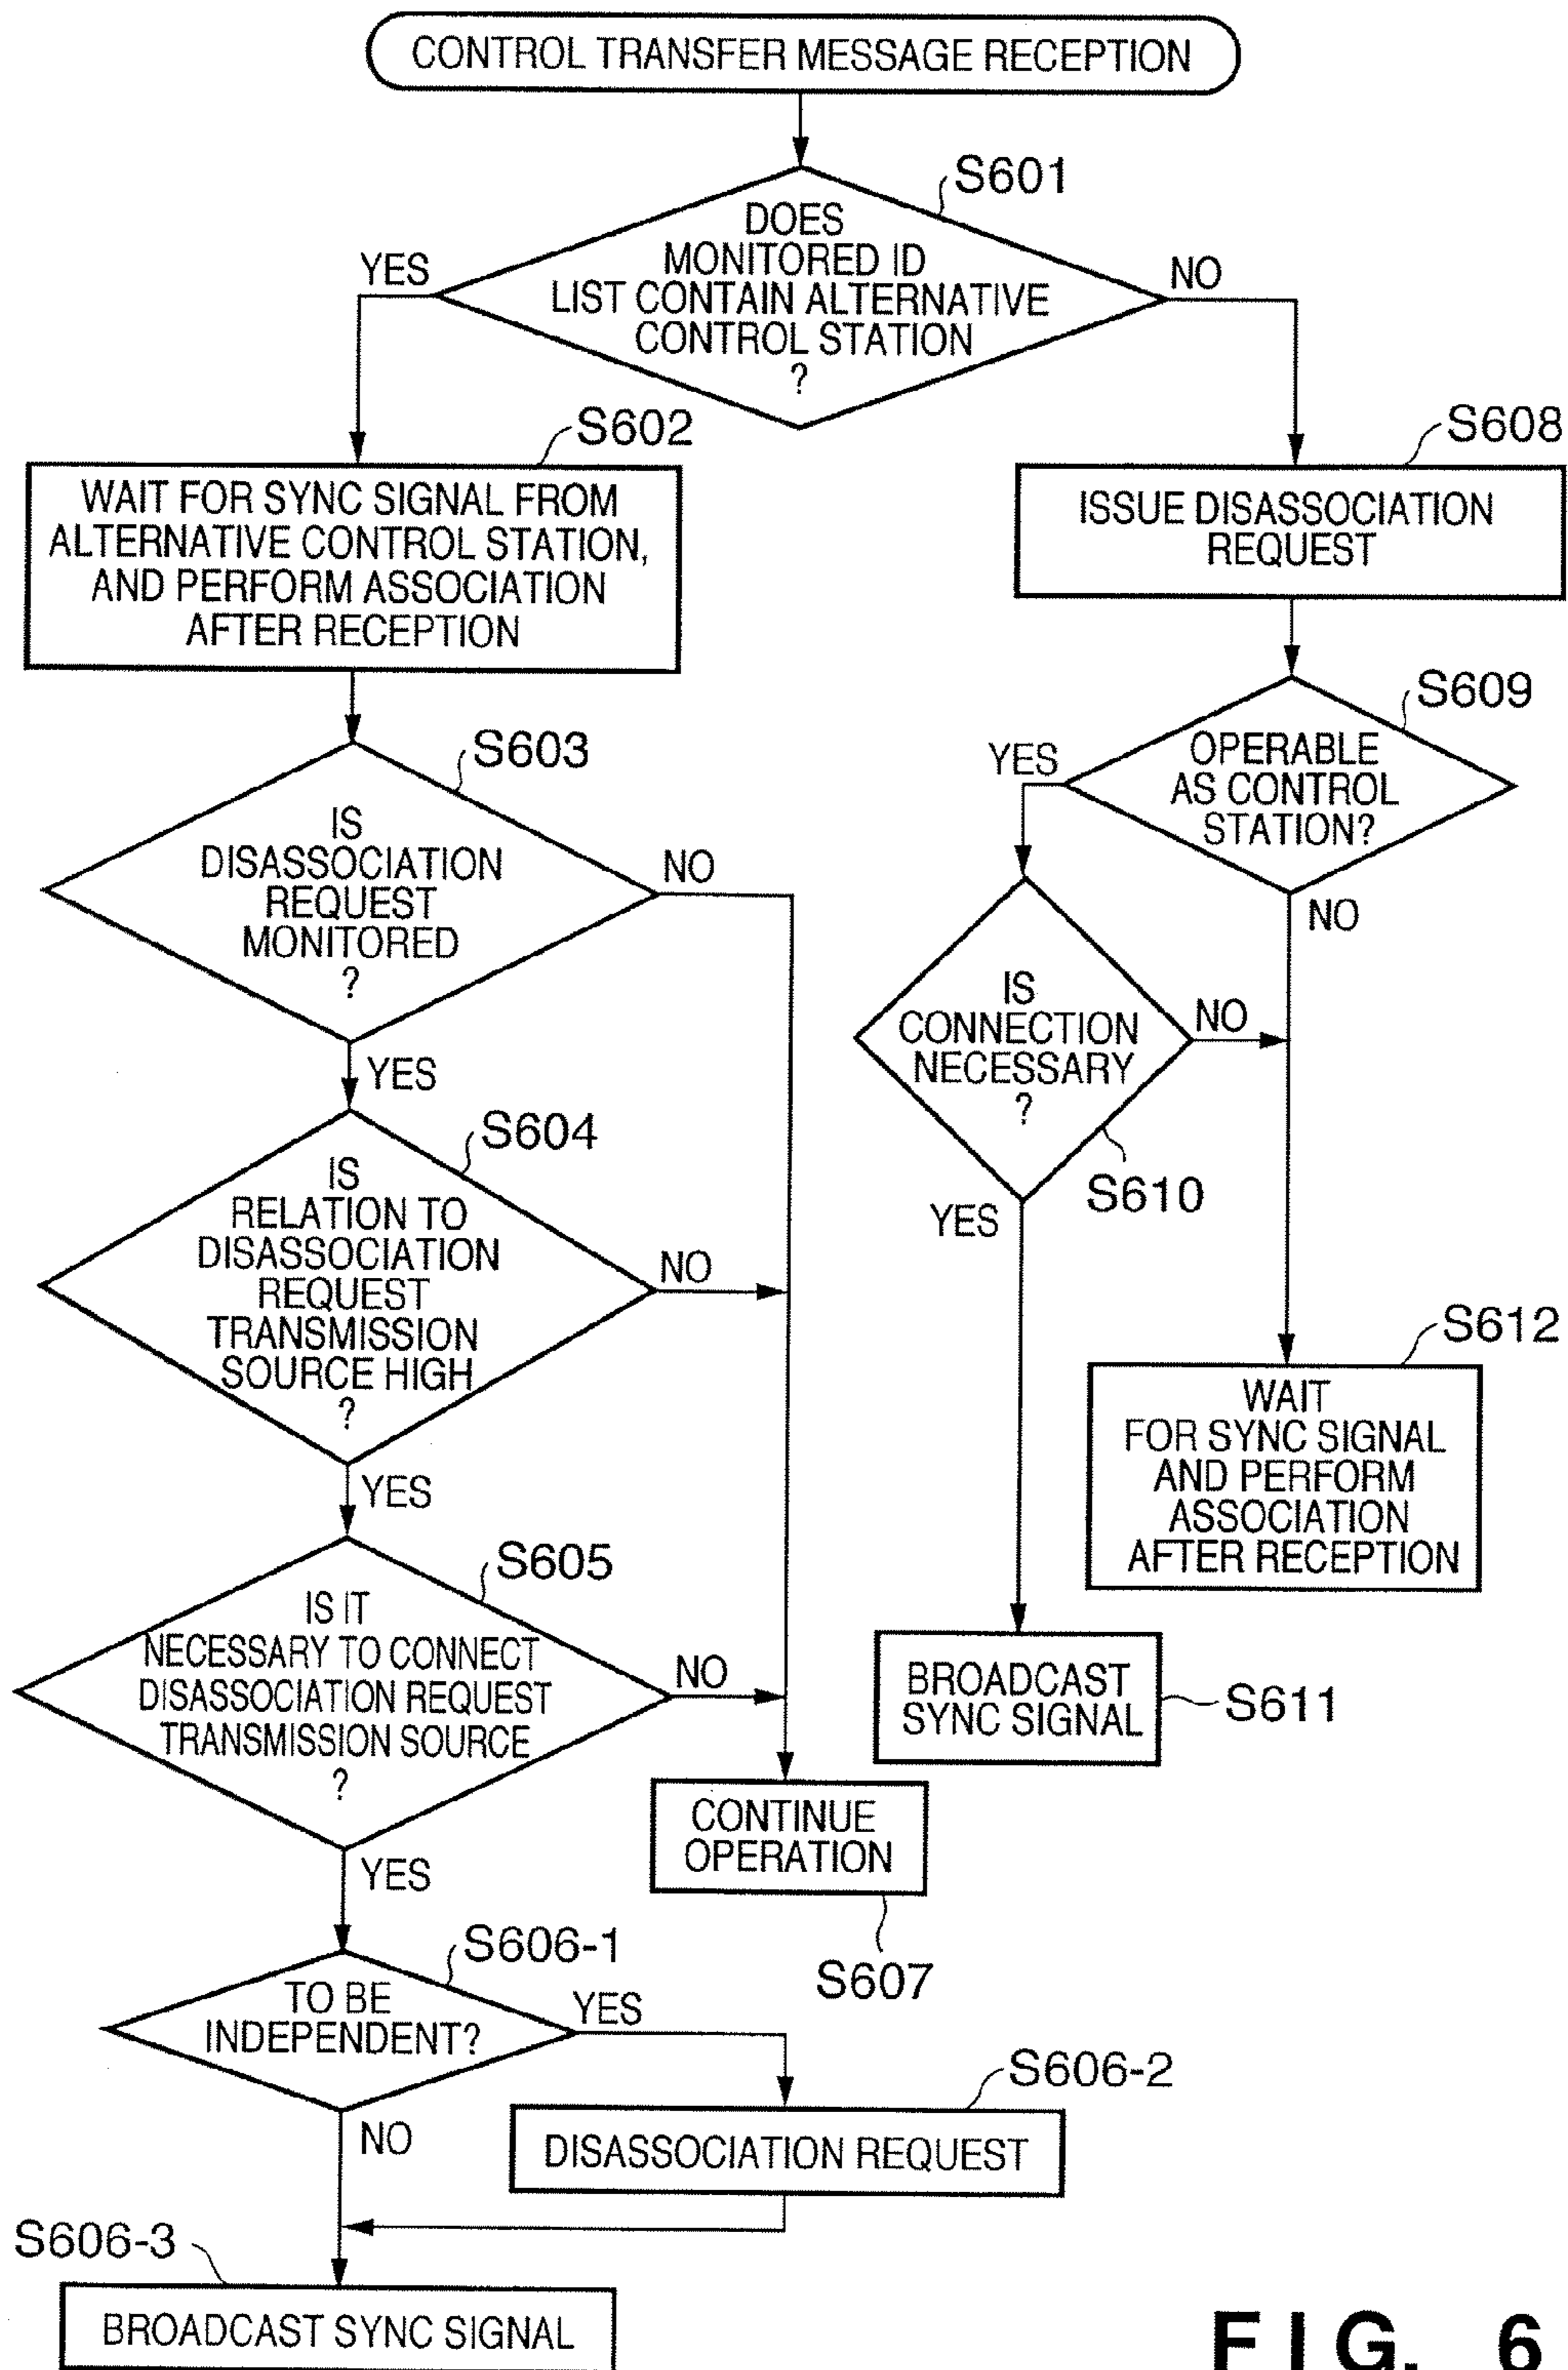 CONTROL TRANSFER MESSAGE RECEPTION
S601
DOES
MONITORED ID
LIST CONTAIN ALTERNATIVE
CONTROL STATION
?
YES
NO
S602
WAIT FOR SYNC SIGNAL FROM
ALTERNATIVE CONTROL STATION,
AND PERFORM ASSOCIATION
AFTER RECEPTION
S608
ISSUE DISASSOCIATION
REQUEST
S603
IS
DISASSOCIATION
REQUEST
MONITORED
?
NO
YES
S609
OPERABLE
AS CONTROL
STATION?
YES
NO
IS
CONNECTION
NECESSARY
?
NO
S610
YES
S604
IS
RELATION TO
DISASSOCIATION
REQUEST
TRANSMISSION
SOURCE HIGH
?
NO
YES
S612
WAIT
FOR SYNC SIGNAL
AND PERFORM
ASSOCIATION
AFTER RECEPTION
S605
IS IT
NECESSARY TO CONNECT
DISASSOCIATION REQUEST
TRANSMISSION SOURCE
?
NO
YES
BROADCAST
SYNC SIGNAL
S611
CONTINUE
OPERATION
S607
S606-1
TO BE
INDEPENDENT?
YES
NO
S606-2
DISASSOCIATION REQUEST
S606-3
BROADCAST SYNC SIGNAL
FIG. 6